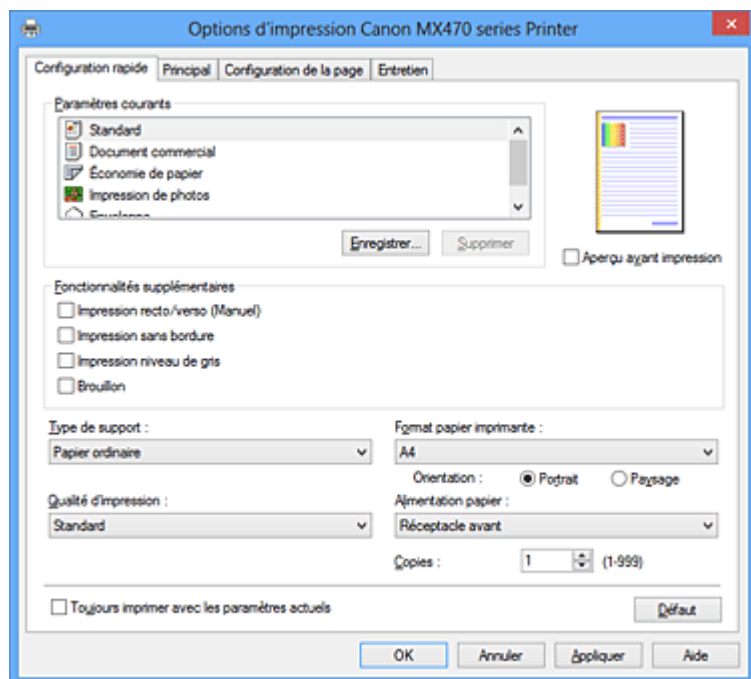 Options d'impression Canon MX470 series Printer
Configuration rapide Principal Configuration de la page Entretien
Paramètres courants
Standard
Document commercial
Économie de papier
Impression de photos
Enveloppe
Enregistrer... Supprimer
Aperçu avant impression
Fonctionnalités supplémentaires
Impression recto/verso (Manuel)
Impression sans bordure
Impression niveau de gris
Brouillon
Type de support : Format papier imprimante :
Papier ordinaire A4
Orientation : Portrait Paysage
Qualité d'impression : Alimentation papier :
Standard Réceptacle avant
Copies : 1 (1-999)
Toujours imprimer avec les paramètres actuels Défaut
OK Annuler Appliquer Aide